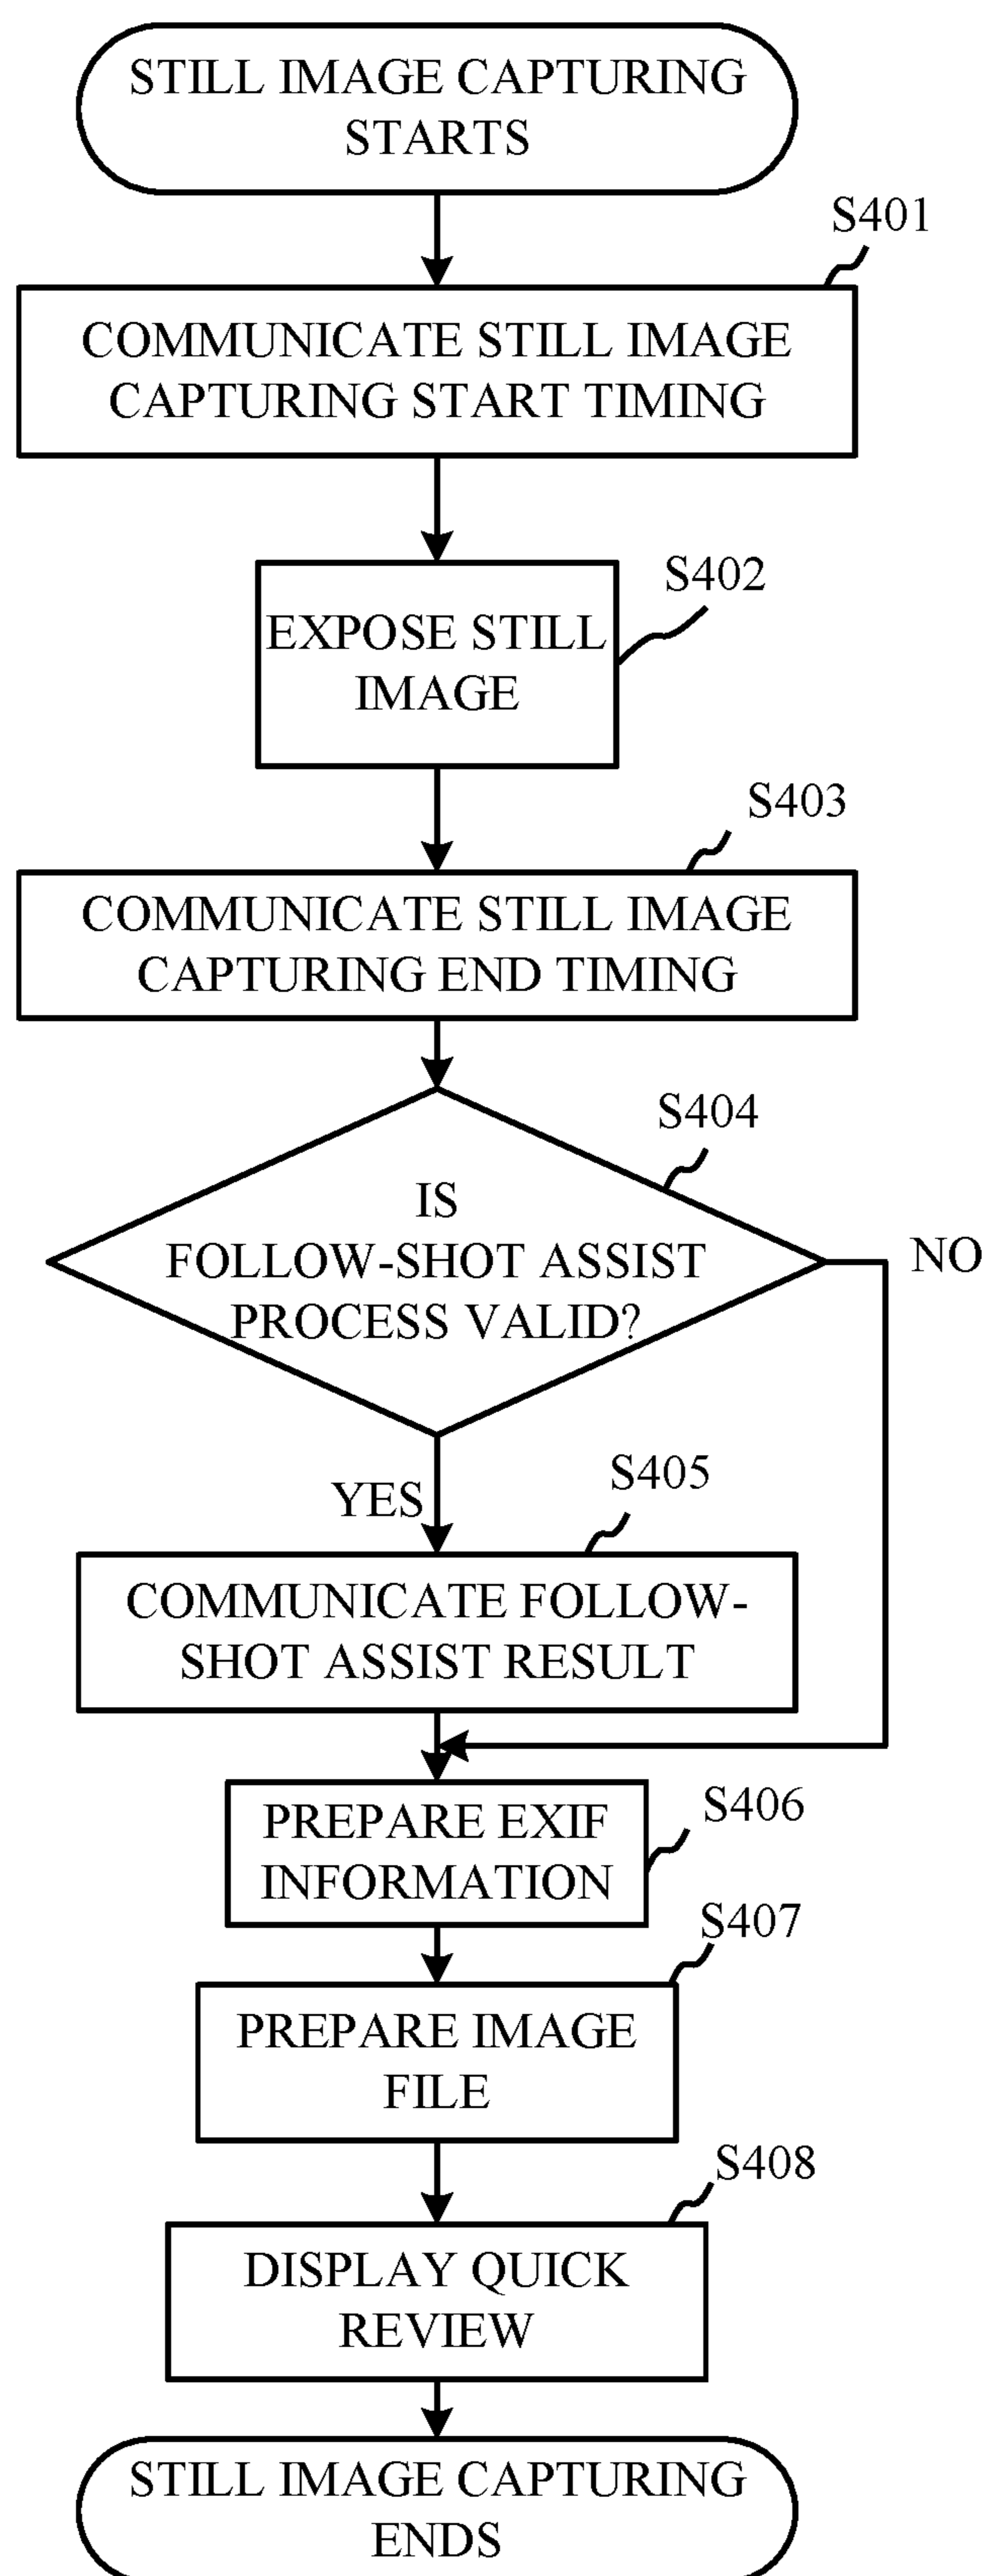 STILL IMAGE CAPTURING
STARTS
S401
COMMUNICATE STILL IMAGE
CAPTURING START TIMING
S402
EXPOSE STILL
IMAGE
S403
COMMUNICATE STILL IMAGE
CAPTURING END TIMING
S404
IS
FOLLOW-SHOT ASSIST
PROCESS VALID?
NO
YES
S405
COMMUNICATE FOLLOW-
SHOT ASSIST RESULT
S406
PREPARE EXIF
INFORMATION
S407
PREPARE IMAGE
FILE
S408
DISPLAY QUICK
REVIEW
STILL IMAGE CAPTURING
ENDS